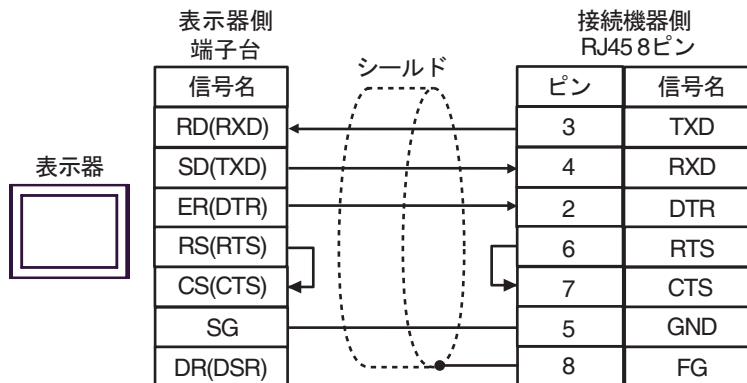 表示器側
端子台
接続機器側
RJ45 8ピン
シールド
信号名 ピン 信号名
RD(RXD) 3 TXD
表示器
SD(TXD) 4 RXD
ER(DTR) 2 DTR
RS(RTS) 6 RTS
CS(CTS) 7 CTS
SG 5 GND
DR(DSR) 8 FG